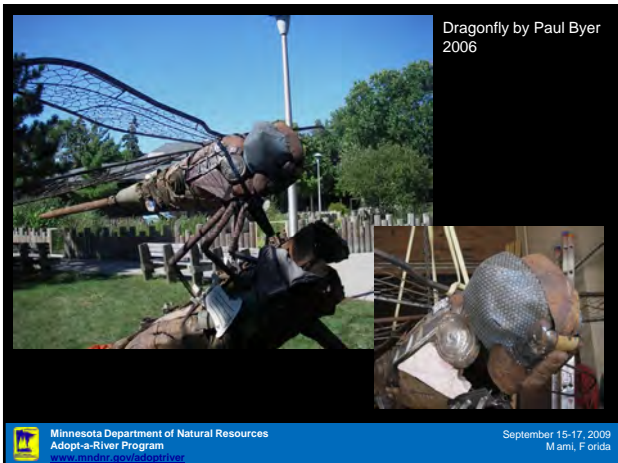 Dragonfly by Paul Byer
2006
Minnesota Department of Natural Resources
Adopt-a-River Program
www.mndnr.gov/adoptriver
September 15-17, 2009
M ami, F orida